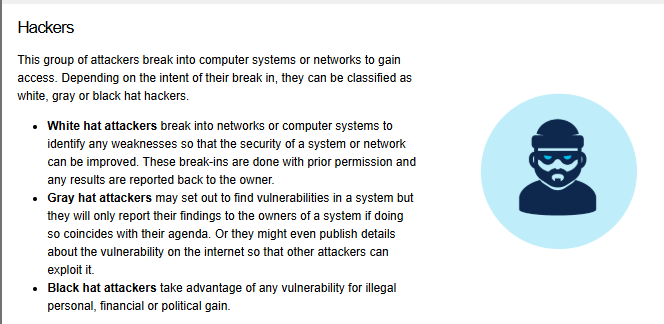 Hackers
This group of attackers break into computer systems or networks to gain
access. Depending on the intent of their break in, they can be classified as
white, gray or black hat hackers.
• White hat attackers break into networks or computer systems to
identify any weaknesses so that the security of a system or network
can be improved. These break-ins are done with prior permission and
any results are reported back to the owner.
• Gray hat attackers may set out to find vulnerabilities in a system but
they will only report their findings to the owners of a system if doing
so coincides with their agenda. Or they might even publish details
about the vulnerability on the internet so that other attackers can
exploit it.
• Black hat attackers take advantage of any vulnerability for illegal
personal, financial or political gain.